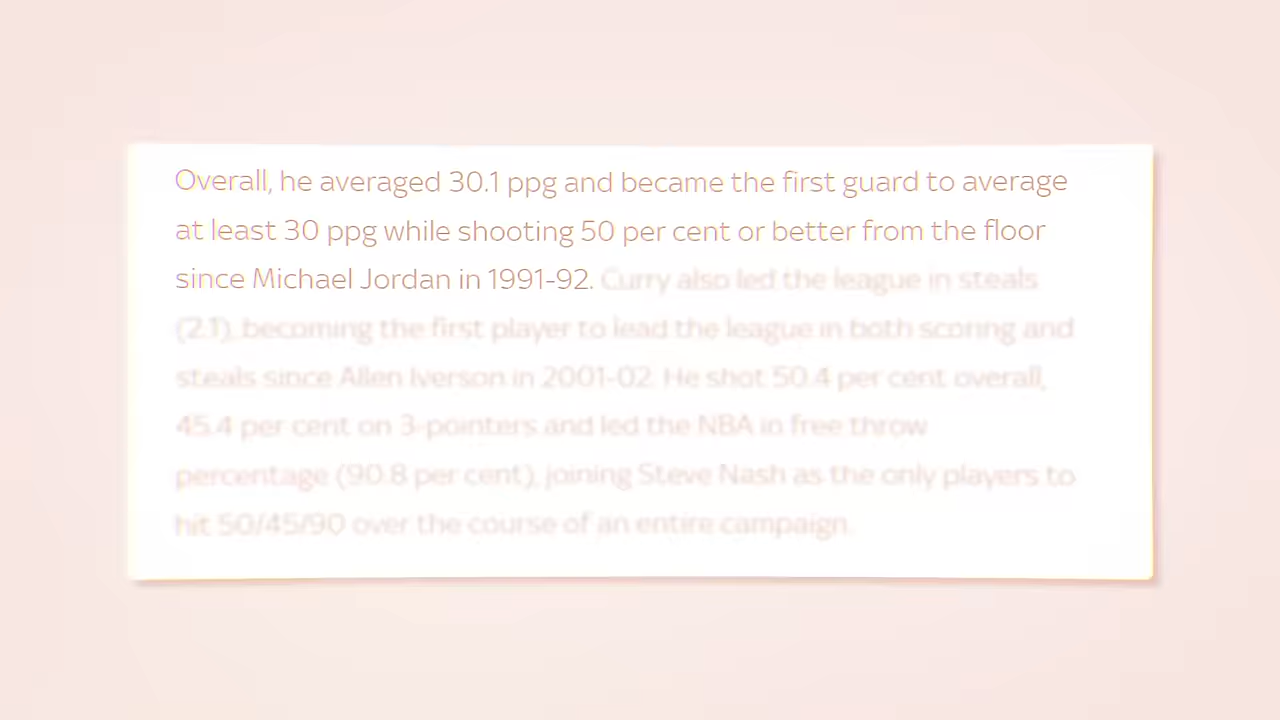 Overall, he averaged 30.1 ppg and became the first guard to average
at least 30 ppg while shooting 50 per cent or better from the floor
since Michael Jordan in 1991-92. Curry also led the league in steals
(2.1), becoming the first player to lead the league in both scoring and
steals since Allen Iverson in 2001-02. He shot 50.4 per cent overall,
45.4 per cent on 3-pointers and led the NBA in free throw
percentage (90.8 per cent), joining Steve Nash as the only players to
hit 50/45/90 over the course of an entire campaign.